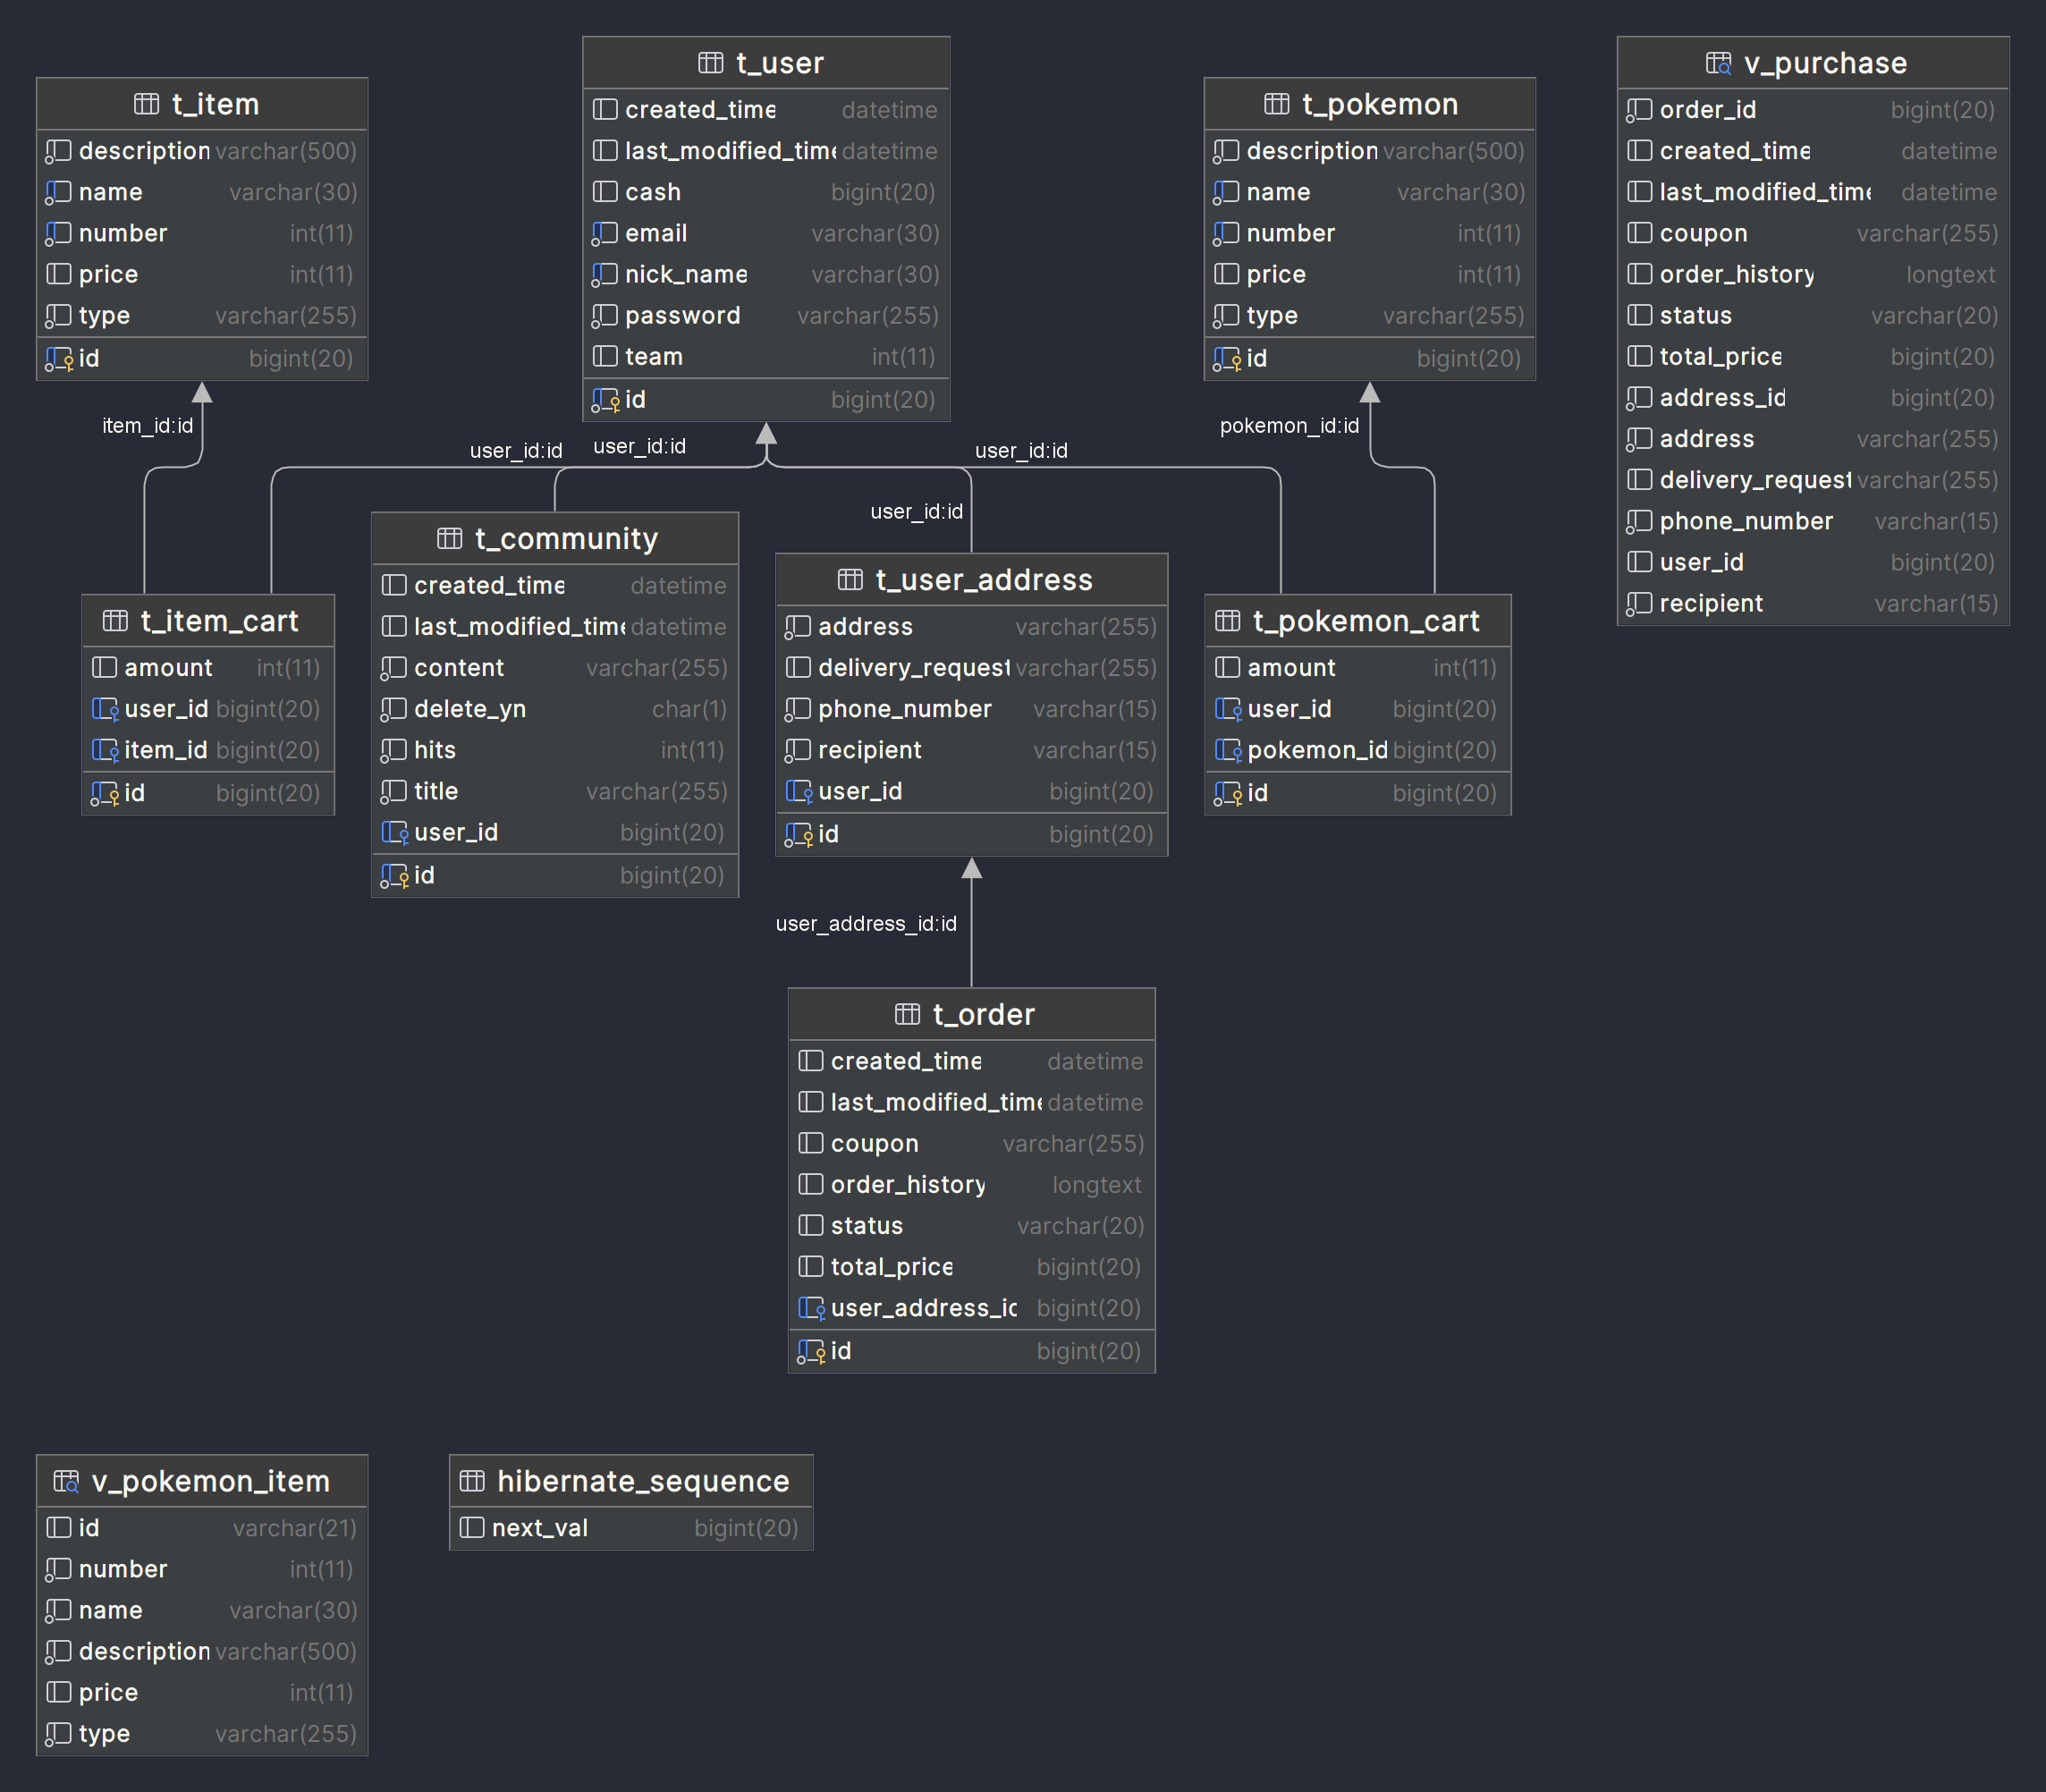 t_item
description varchar(500)
name varchar(30)
number int(11)
price int(11)
type varchar(255)
id bigint(20)
t_user
created_time datetime
last_modified_time datetime
cash bigint(20)
email varchar(30)
nick_name varchar(30)
password varchar(255)
team int(11)
id bigint(20)
t_pokemon
description varchar(500)
name varchar(30)
number int(11)
price int(11)
type varchar(255)
id bigint(20)
v_purchase
order_id bigint(20)
created_time datetime
last_modified_time datetime
coupon varchar(255)
order_history longtext
status varchar(20)
total_price bigint(20)
address_id bigint(20)
address varchar(255)
delivery_request varchar(255)
phone_number varchar(15)
user_id bigint(20)
recipient varchar(15)
item_id:id
user_id:id
user_id:id
user_id:id
user_id:id
pokemon_id:id
t_item_cart
amount int(11)
user_id bigint(20)
item_id bigint(20)
id bigint(20)
t_community
created_time datetime
last_modified_time datetime
content varchar(255)
delete_yn char(1)
hits int(11)
title varchar(255)
user_id bigint(20)
id bigint(20)
t_user_address
address varchar(255)
delivery_request varchar(255)
phone_number varchar(15)
recipient varchar(15)
user_id bigint(20)
id bigint(20)
t_pokemon_cart
amount int(11)
user_id bigint(20)
pokemon_id bigint(20)
id bigint(20)
user_address_id:id
t_order
created_time datetime
last_modified_time datetime
coupon varchar(255)
order_history longtext
status varchar(20)
total_price bigint(20)
user_address_id bigint(20)
id bigint(20)
v_pokemon_item
id varchar(21)
number int(11)
name varchar(30)
description varchar(500)
price int(11)
type varchar(255)
hibernate_sequence
next_val bigint(20)